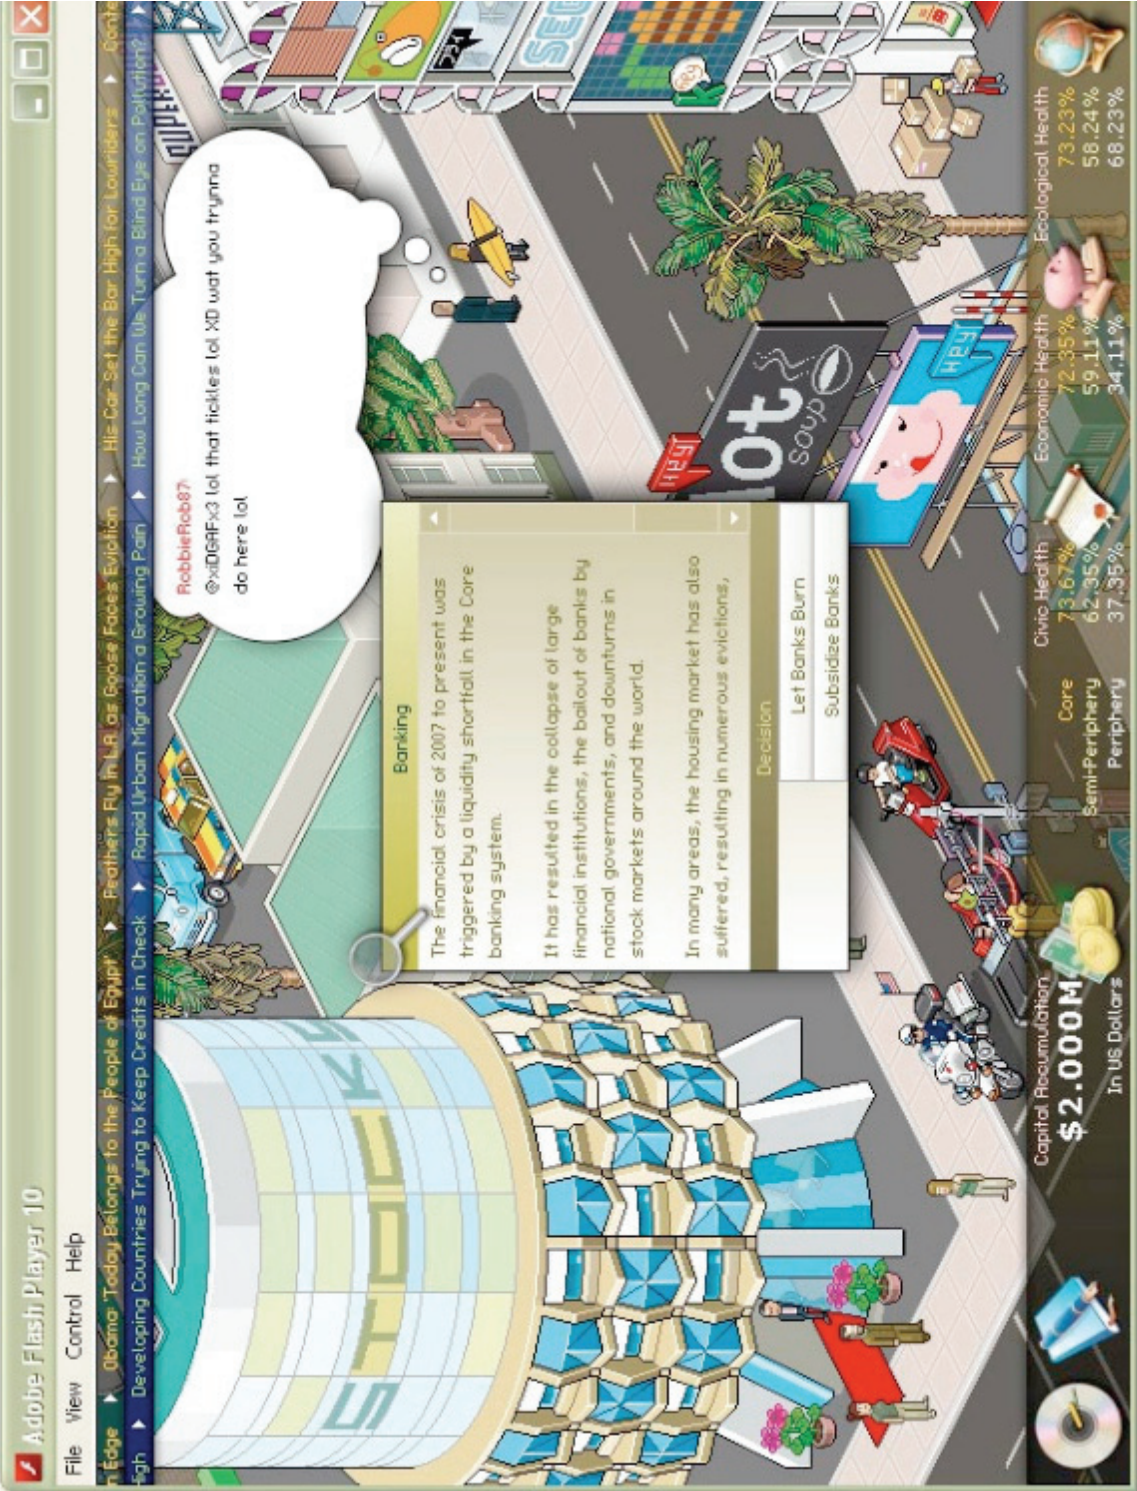 Adobe Flash Player 10
File View Control Help
n Edge ▶ Obama: 'Today Belongs to the People of Egypt' ▶ Feathers Fly in L.A. as Goose Faces Eviction ▶ His Car Set the Bar High for Lowriders ▶
Developing Countries Trying to Keep Credits in Check ▶ Rapid Urban Migration a Growing Pain ▶ How Long Can We Turn a Blind Eye on Pollution? ▶
SUPER
RobbieRob87:
@xiDGAFx3 lol that tickles lol XD wat you trynna
do here lol
STOCKS
Banking
The financial crisis of 2007 to present was
triggered by a liquidity shortfall in the Core
banking system.
It has resulted in the collapse of large
financial institutions, the bailout of banks by
national governments, and downturns in
stock markets around the world.
In many areas, the housing market has also
suffered, resulting in numerous evictions,
Decision
Let Banks Burn
Subsidize Banks
hey!
Hot
soup
hey!
Capital Accumulation
$2.000M
In US Dollars
Civic Health Economic Health Ecological Health
Core 73.67% 72.35% 73.23%
Semi-Periphery 62.35% 59.11% 58.24%
Periphery 37.35% 34.11% 68.23%